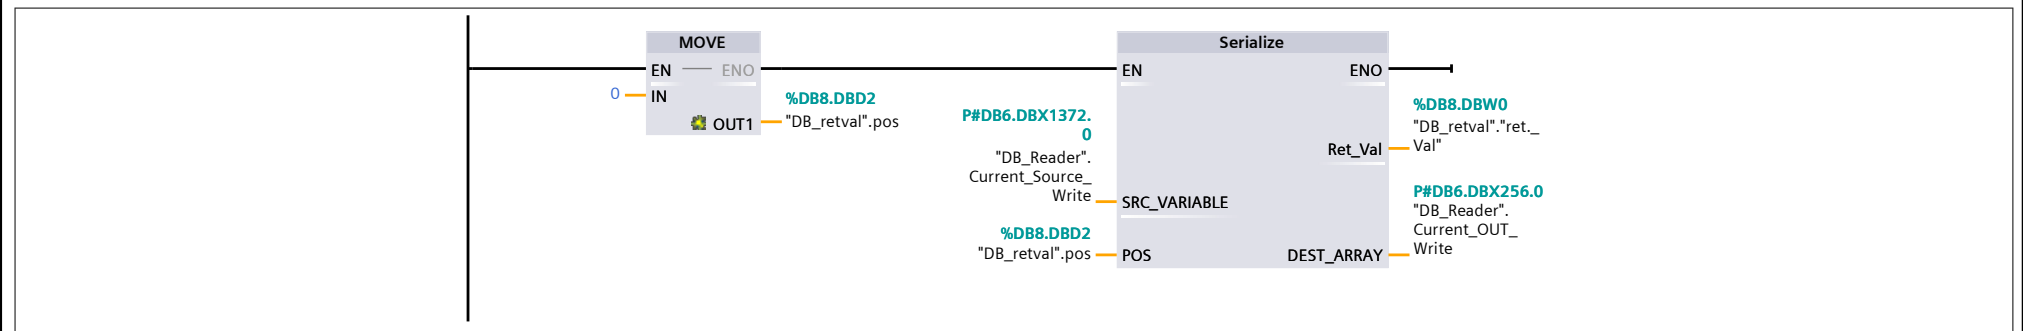 MOVE
EN ENO
0 IN
OUT1
%DB8.DBD2
"DB_retval".pos
Serialize
EN ENO
P#DB6.DBX1372.
0
"DB_Reader".
Current_Source_
Write
SRC_VARIABLE
%DB8.DBD2
"DB_retval".pos
POS
Ret_Val
%DB8.DBW0
"DB_retval"."ret._
Val"
DEST_ARRAY
P#DB6.DBX256.0
"DB_Reader".
Current_OUT_
Write